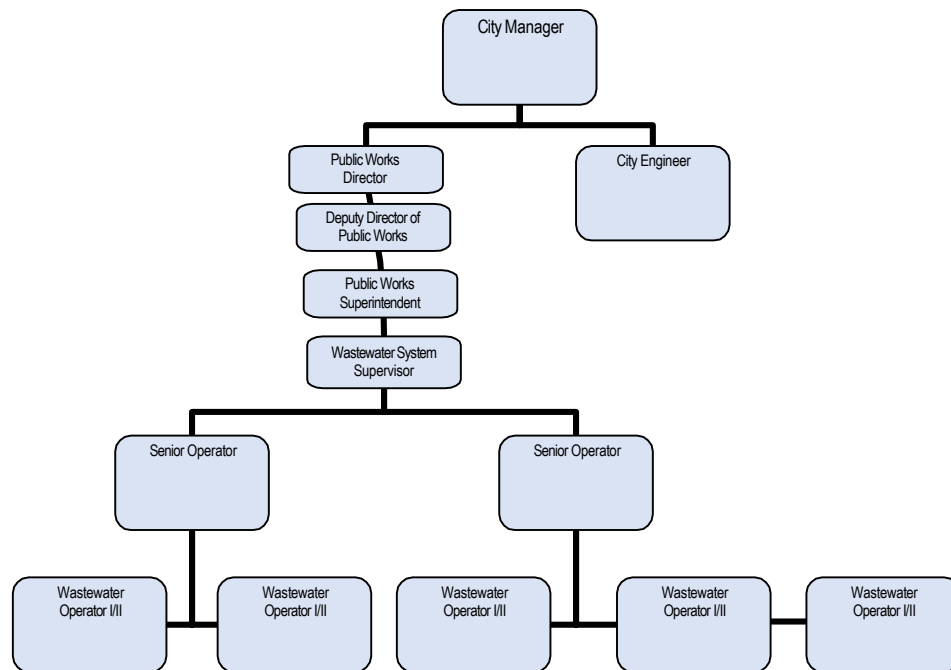 City Manager
Public Works
Director
City Engineer
Deputy Director of
Public Works
Public Works
Superintendent
Wastewater System
Supervisor
Senior Operator
Senior Operator
Wastewater
Operator I/II
Wastewater
Operator I/II
Wastewater
Operator I/II
Wastewater
Operator I/II
Wastewater
Operator I/II